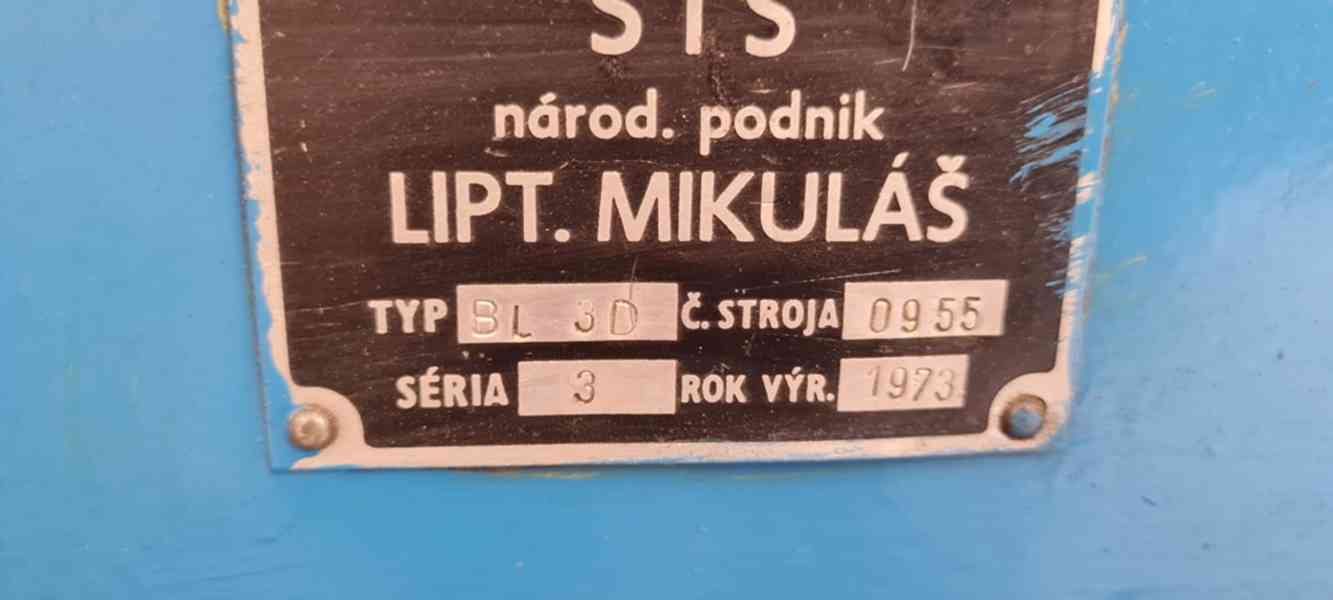 STS
národ. podnik
LIPT. MIKULÁŠ
TYP BL 3D Č. STROJA 0955
SÉRIA 3 ROK VÝR. 1973